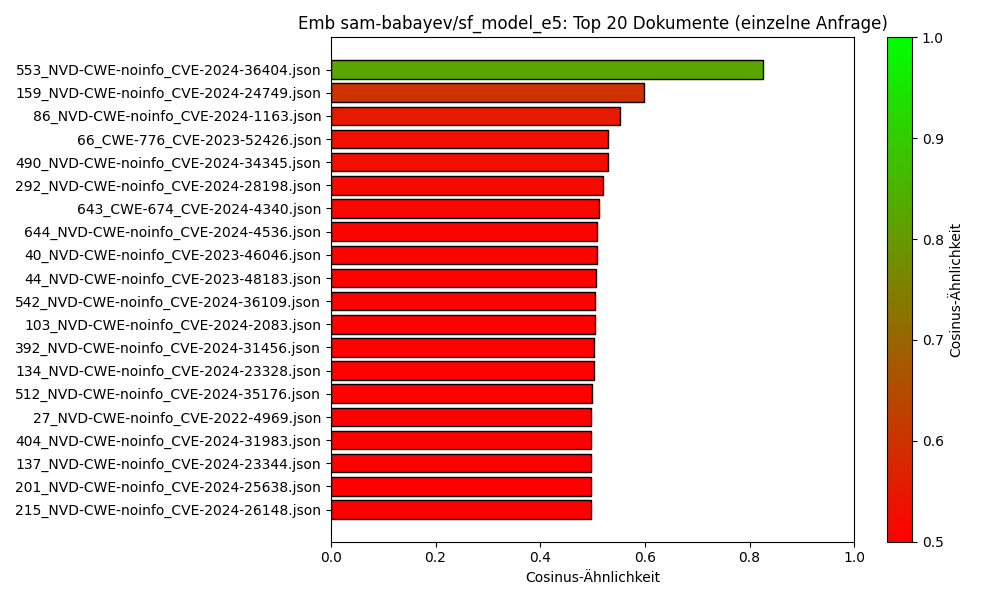 Emb sam-babayev/sf_model_e5: Top 20 Dokumente (einzelne Anfrage)
553_NVD-CWE-noinfo_CVE-2024-36404.json
159_NVD-CWE-noinfo_CVE-2024-24749.json
86_NVD-CWE-noinfo_CVE-2024-1163.json
66_CWE-776_CVE-2023-52426.json
490_NVD-CWE-noinfo_CVE-2024-34345.json
292_NVD-CWE-noinfo_CVE-2024-28198.json
643_CWE-674_CVE-2024-4340.json
644_NVD-CWE-noinfo_CVE-2024-4536.json
40_NVD-CWE-noinfo_CVE-2023-46046.json
44_NVD-CWE-noinfo_CVE-2023-48183.json
542_NVD-CWE-noinfo_CVE-2024-36109.json
103_NVD-CWE-noinfo_CVE-2024-2083.json
392_NVD-CWE-noinfo_CVE-2024-31456.json
134_NVD-CWE-noinfo_CVE-2024-23328.json
512_NVD-CWE-noinfo_CVE-2024-35176.json
27_NVD-CWE-noinfo_CVE-2022-4969.json
404_NVD-CWE-noinfo_CVE-2024-31983.json
137_NVD-CWE-noinfo_CVE-2024-23344.json
201_NVD-CWE-noinfo_CVE-2024-25638.json
215_NVD-CWE-noinfo_CVE-2024-26148.json
0.0 0.2 0.4 0.6 0.8 1.0
Cosinus-Ähnlichkeit
1.0
0.9
0.8
0.7
0.6
0.5
Cosinus-Ähnlichkeit